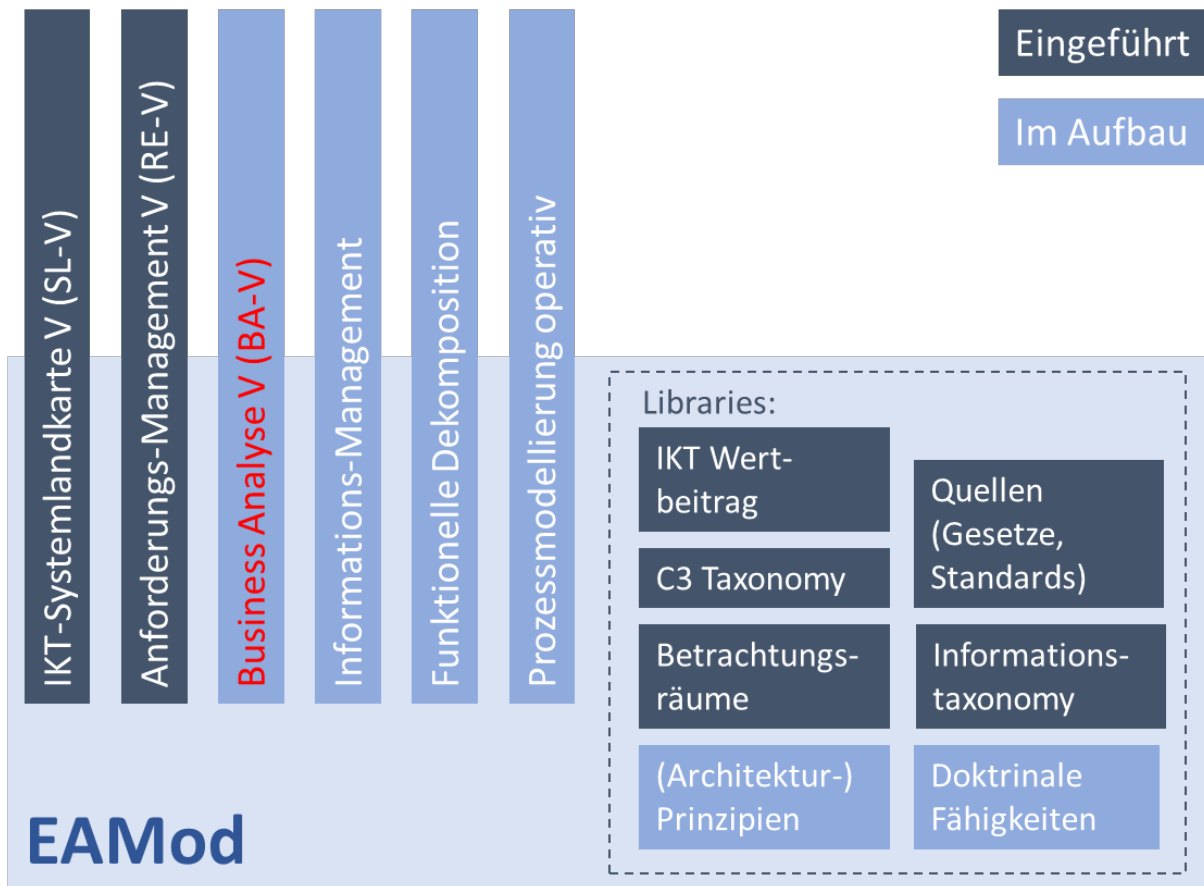 IKT-Systemlandkarte V (SL-V)
Anforderungs-Management V (RE-V)
Business Analyse V (BA-V)
Informations-Management
Funktionelle Dekomposition
Prozessmodellierung operativ
Eingeführt
Im Aufbau
Libraries:
IKT Wert-
beitrag
C3 Taxonomy
Betrachtungs-
räume
(Architektur-)
Prinzipien
Quellen
(Gesetze,
Standards)
Informations-
taxonomy
Doktrinale
Fähigkeiten
EAMod